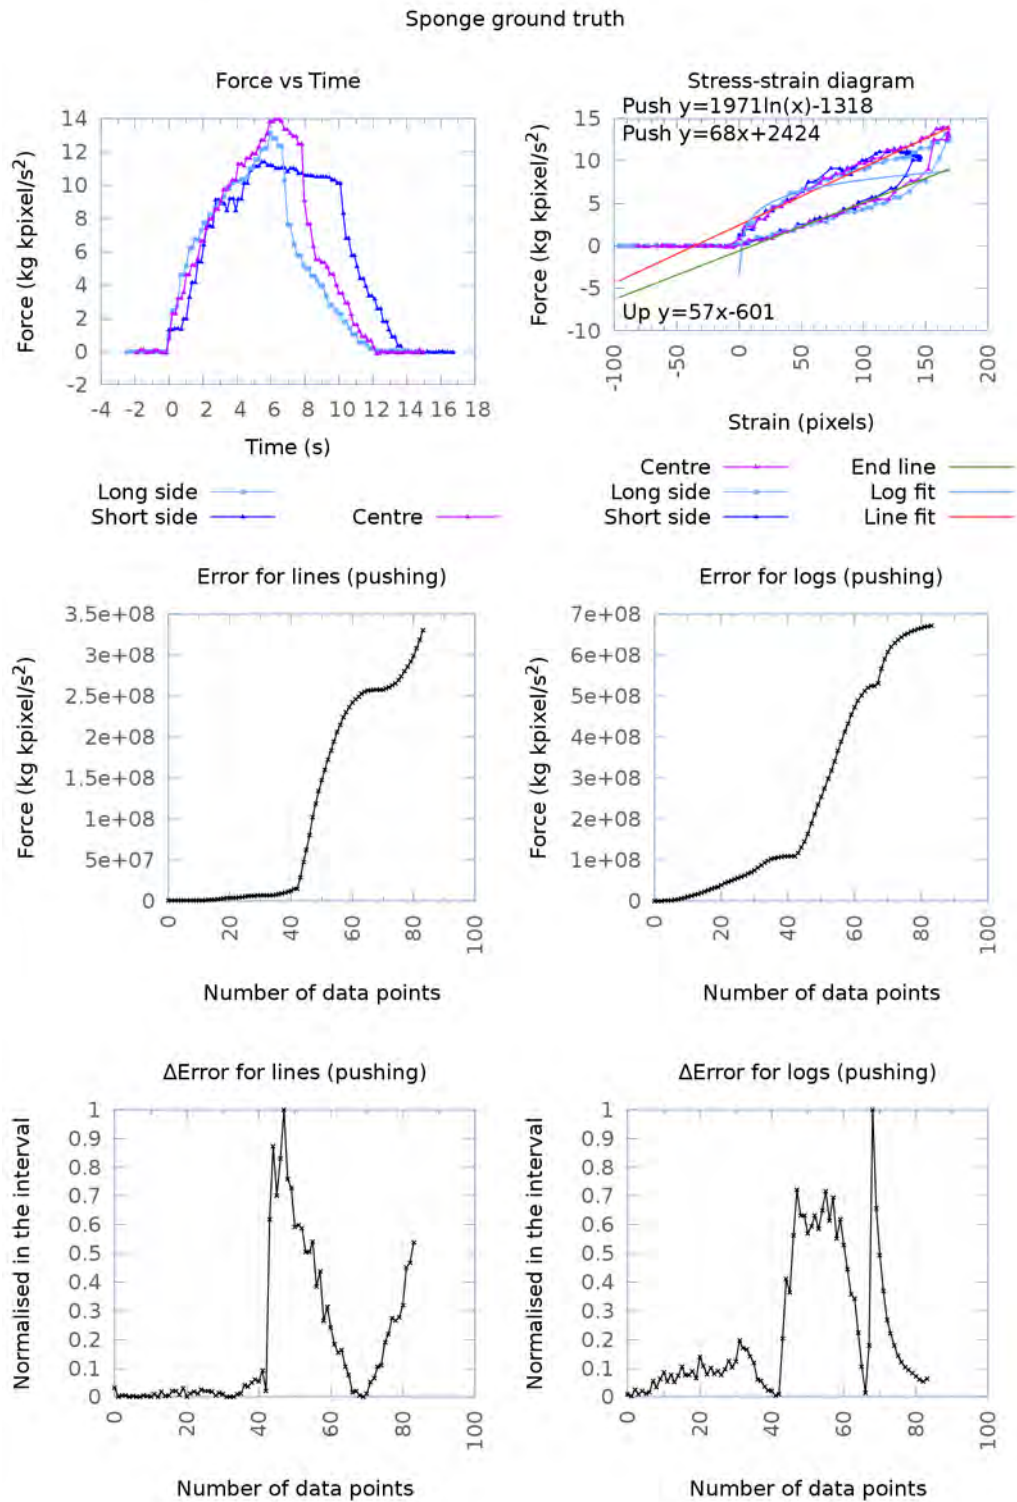 Sponge ground truth
Force vs Time
Force (kg kpixel/s²)
14
12
10
8
6
4
2
0
-2
-4 -2 0 2 4 6 8 10 12 14 16 18
Time (s)
Long side
Short side
Centre
Stress-strain diagram
Push y=1971ln(x)-1318
Push y=68x+2424
Up y=57x-601
Force (kg kpixel/s²)
15
10
5
0
-5
-10
-100 -50 0 50 100 150 200
Strain (pixels)
Centre
Long side
Short side
End line
Log fit
Line fit
Error for lines (pushing)
Force (kg kpixel/s²)
3.5e+08
3e+08
2.5e+08
2e+08
1.5e+08
1e+08
5e+07
0
0 20 40 60 80 100
Number of data points
Error for logs (pushing)
Force (kg kpixel/s²)
7e+08
6e+08
5e+08
4e+08
3e+08
2e+08
1e+08
0
0 20 40 60 80 100
Number of data points
ΔError for lines (pushing)
Normalised in the interval
1
0.9
0.8
0.7
0.6
0.5
0.4
0.3
0.2
0.1
0
0 20 40 60 80 100
Number of data points
ΔError for logs (pushing)
Normalised in the interval
1
0.9
0.8
0.7
0.6
0.5
0.4
0.3
0.2
0.1
0
0 20 40 60 80 100
Number of data points